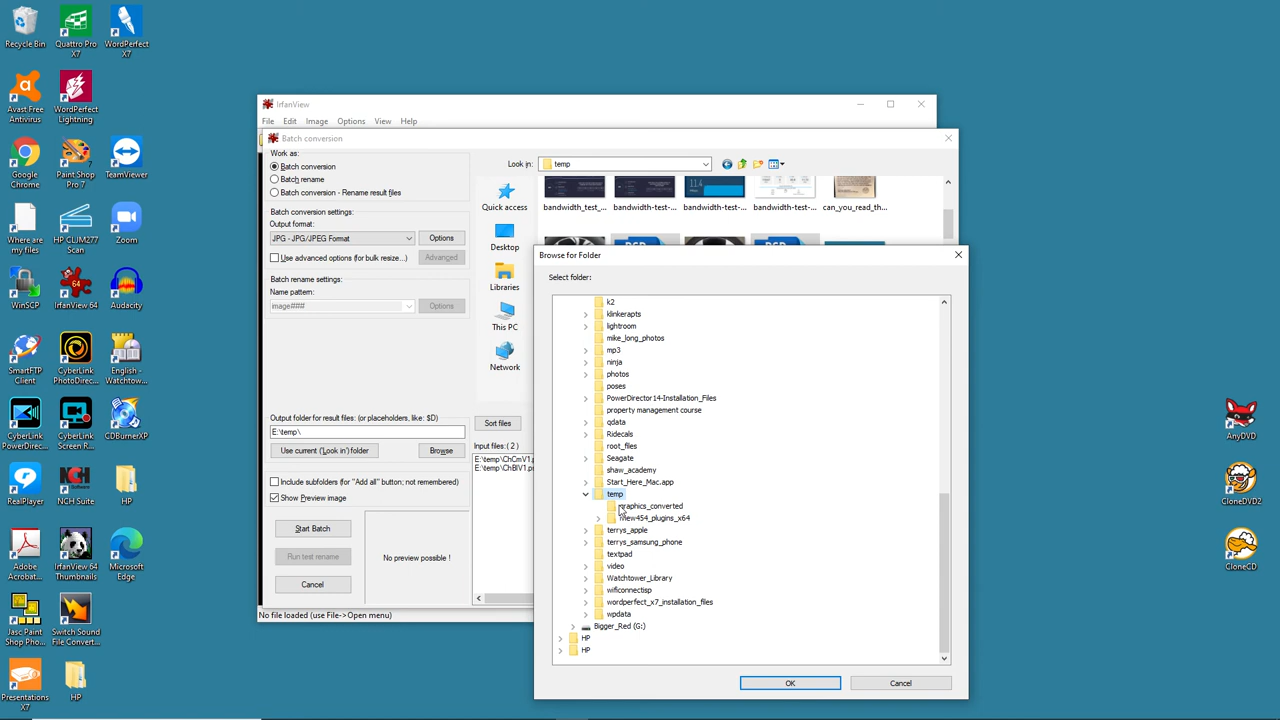 Recycle Bin
Quattro Pro
X7
WordPerfect
X7
Avast Free
Antivirus
WordPerfect
Lightning
Google
Chrome
Paint Shop
Pro 7
TeamViewer
Where are
my files
HP CLJM277
Scan
Zoom
WinSCP
IrfanView 64
Audacity
SmartFTP
Client
CyberLink
PhotoDirec...
English -
Watchtow...
CyberLink
PowerDirec...
CyberLink
Screen R...
CDBurnerXP
RealPlayer
NCH Suite
HP
Adobe
Acrobat...
IrfanView 64
Thumbnails
Microsoft
Edge
Jasc Paint
Shop Pho...
Switch Sound
File Convert...
Presentations
X7
HP
AnyDVD
CloneDVD2
CloneCD
IrfanView
File Edit Image Options View Help
Batch conversion
Work as:
Batch conversion
Batch rename
Batch conversion - Rename result files
Batch conversion settings:
Output format:
JPG - JPG/JPEG Format
Options
Use advanced options (for bulk resize...)
Advanced
Batch rename settings:
Name pattern:
image###
Options
Output folder for result files: (or placeholders, like: $D)
E:\temp\
Use current ('Look in') folder
Browse
Include subfolders (for "Add all" button; not remembered)
Show Preview image
Start Batch
Run test rename
Cancel
No preview possible !
No file loaded (use File->Open menu)
Look in:
temp
Quick access
Desktop
Libraries
This PC
Network
bandwidth_test_...
bandwidth-test-...
bandwidth-test-...
bandwidth-test-...
can_you_read_th...
11.4
PSD
PSD
Sort files
Input files: ( 2 )
E:\temp\ChCmV1.p
E:\temp\ChBlV1.p
Browse for Folder
Select folder:
k2
klinkerapts
lightroom
mike_long_photos
mp3
ninja
photos
poses
PowerDirector14-Installation_Files
property management course
qdata
Ridecals
root_files
Seagate
shaw_academy
Start_Here_Mac.app
temp
graphics_converted
iview454_plugins_x64
terrys_apple
terrys_samsung_phone
textpad
video
Watchtower_Library
wificonnectisp
wordperfect_x7_installation_files
wpdata
Bigger_Red (G:)
HP
HP
OK
Cancel